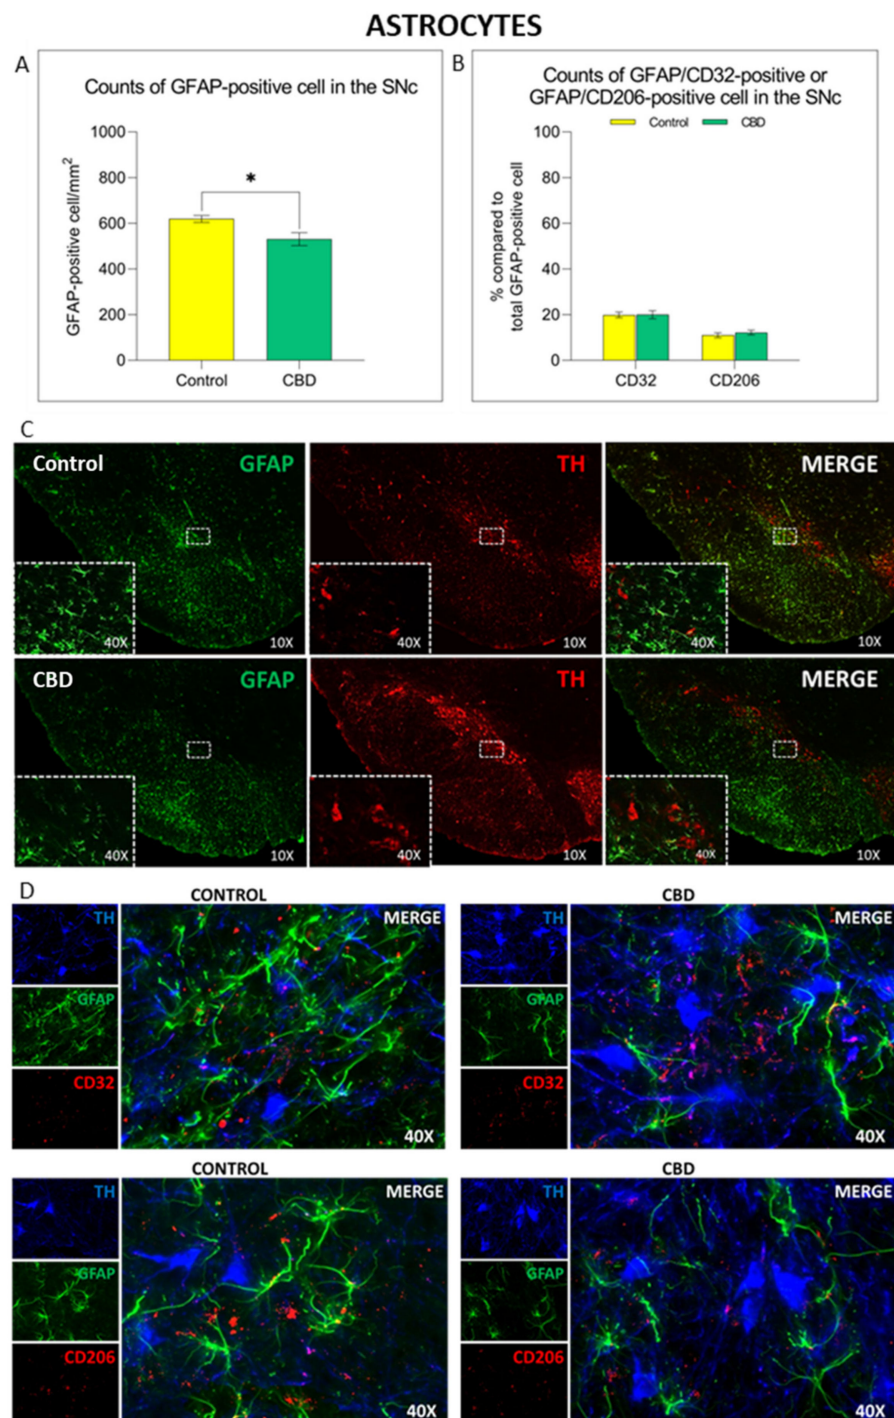 ASTROCYTES
A
Counts of GFAP-positive cell in the SNc
GFAP-positive cell/mm²
1000
800
600
400
200
0
*
Control
CBD
B
Counts of GFAP/CD32-positive or
GFAP/CD206-positive cell in the SNc
Control
CBD
% compared to
total GFAP-positive cell
100
80
60
40
20
0
CD32
CD206
C
Control
GFAP
40X
10X
TH
40X
10X
MERGE
40X
10X
CBD
GFAP
40X
10X
TH
40X
10X
MERGE
40X
10X
D
CONTROL
TH
GFAP
CD32
MERGE
40X
CBD
TH
GFAP
CD32
MERGE
40X
CONTROL
TH
GFAP
CD206
MERGE
40X
CBD
TH
GFAP
CD206
MERGE
40X